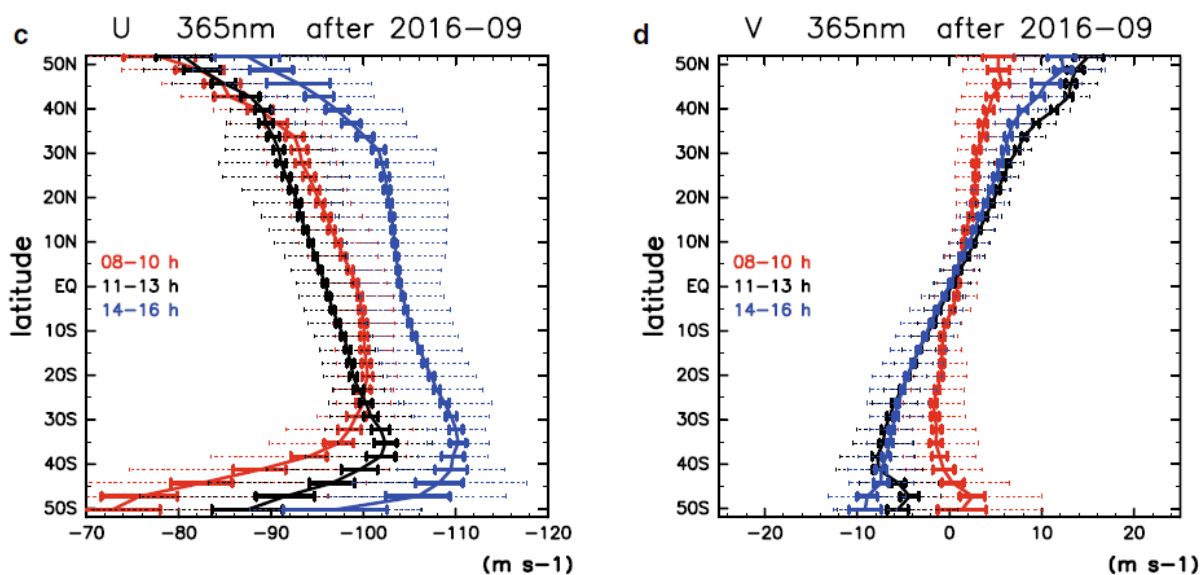 c U 365nm after 2016−09
50N
40N
30N
20N
10N
EQ
10S
20S
30S
40S
50S
latitude
08−10 h
11−13 h
14−16 h
−70 −80 −90 −100 −110 −120
(m s−1)
d V 365nm after 2016−09
50N
40N
30N
20N
10N
EQ
10S
20S
30S
40S
50S
latitude
08−10 h
11−13 h
14−16 h
−20 −10 0 10 20
(m s−1)